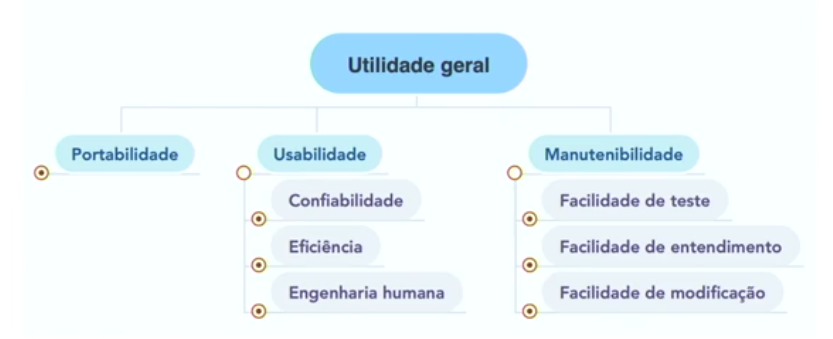 Utilidade geral
Portabilidade
Usabilidade
Confiabilidade
Eficiência
Engenharia humana
Manutenibilidade
Facilidade de teste
Facilidade de entendimento
Facilidade de modificação